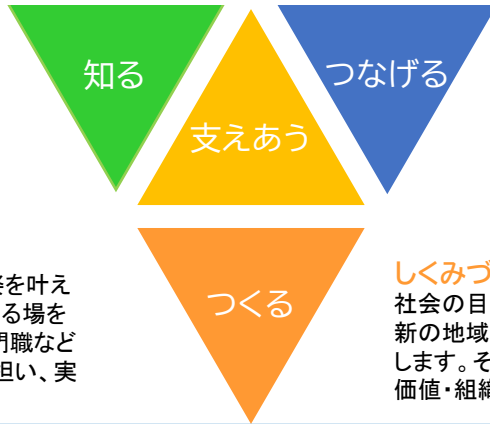 知る
つなげる
支えあう
つくる
を叶え
る場を
門職など
担い、実
しくみづ
社会の目
新の地域
します。そ
価値・組織